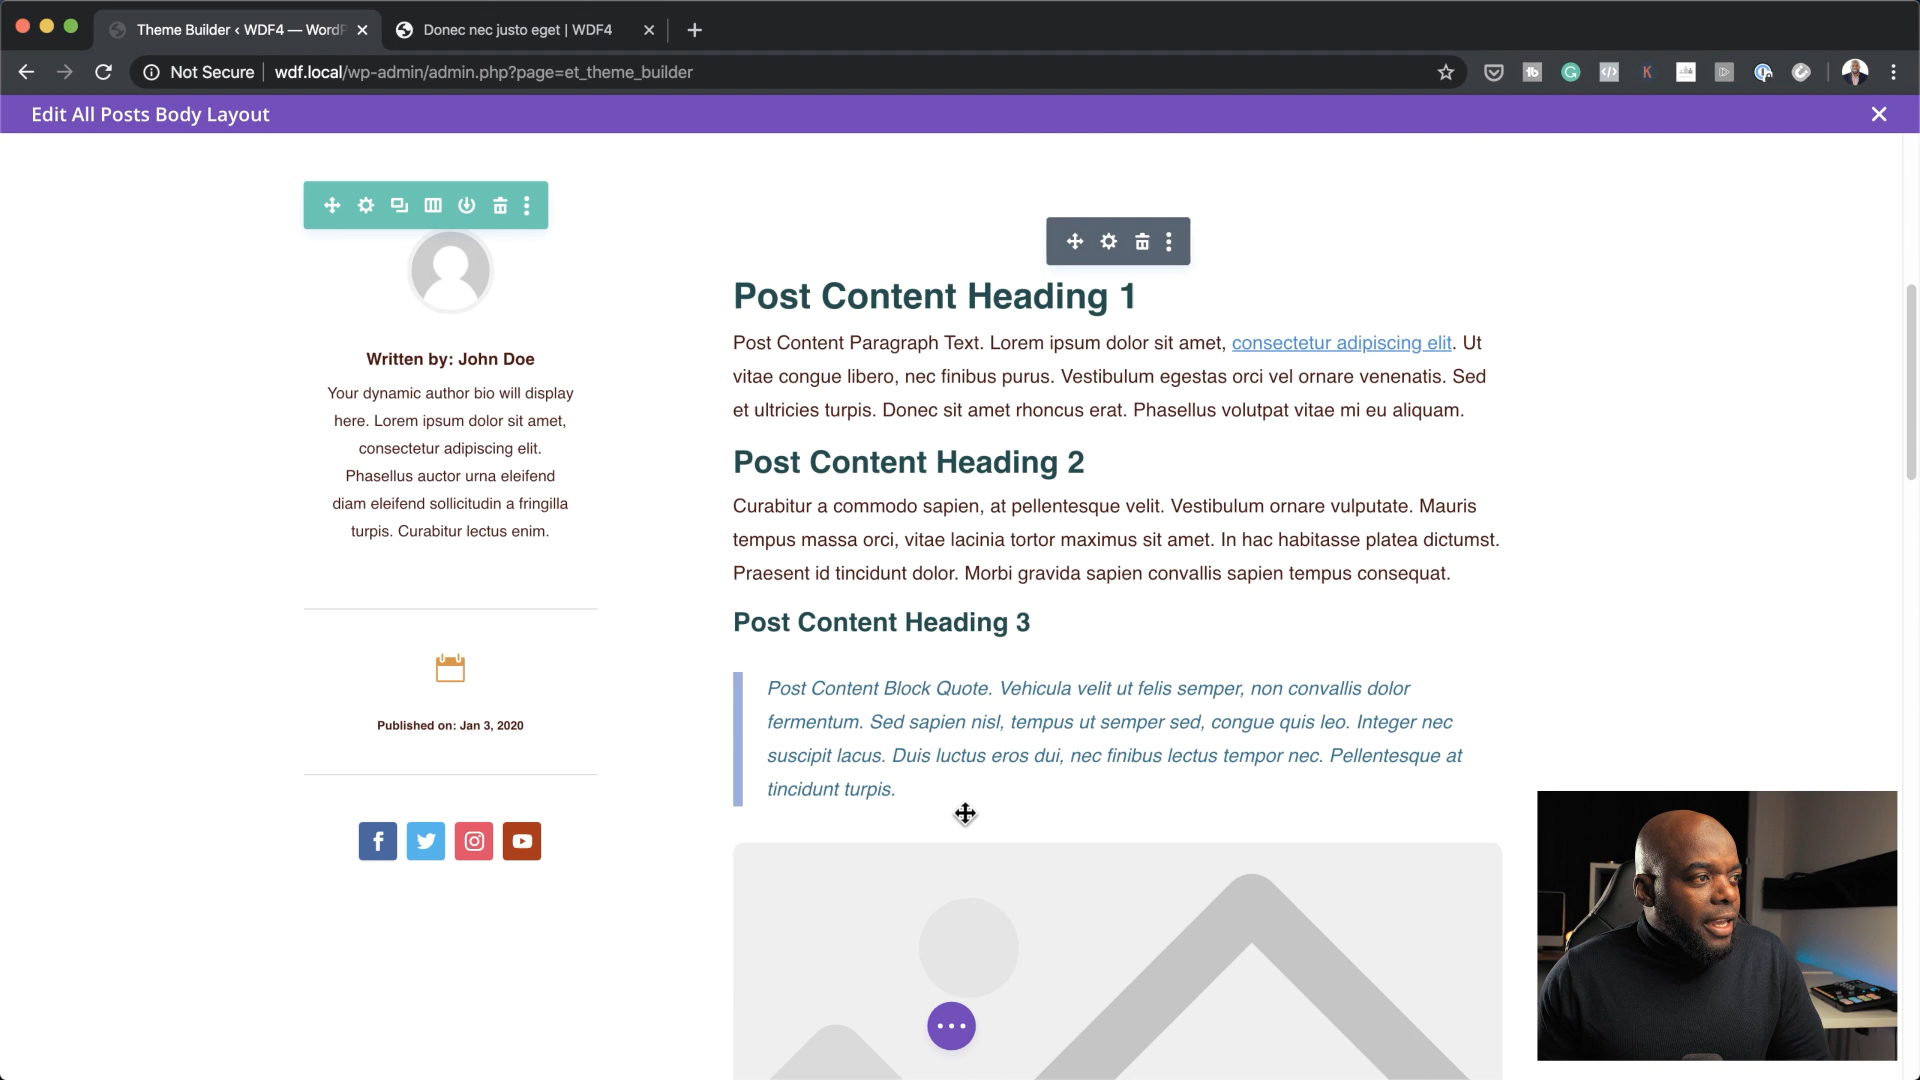 Theme Builder ‹ WDF4 — WordP
Donec nec justo eget | WDF4
Not Secure
wdf.local/wp-admin/admin.php?page=et_theme_builder
Edit All Posts Body Layout
Written by: John Doe
Your dynamic author bio will display
here. Lorem ipsum dolor sit amet,
consectetur adipiscing elit.
Phasellus auctor urna eleifend
diam eleifend sollicitudin a fringilla
turpis. Curabitur lectus enim.
Published on: Jan 3, 2020
Post Content Heading 1
Post Content Paragraph Text. Lorem ipsum dolor sit amet, consectetur adipiscing elit. Ut
vitae congue libero, nec finibus purus. Vestibulum egestas orci vel ornare venenatis. Sed
et ultricies turpis. Donec sit amet rhoncus erat. Phasellus volutpat vitae mi eu aliquam.
Post Content Heading 2
Curabitur a commodo sapien, at pellentesque velit. Vestibulum ornare vulputate. Mauris
tempus massa orci, vitae lacinia tortor maximus sit amet. In hac habitasse platea dictumst.
Praesent id tincidunt dolor. Morbi gravida sapien convallis sapien tempus consequat.
Post Content Heading 3
Post Content Block Quote. Vehicula velit ut felis semper, non convallis dolor
fermentum. Sed sapien nisl, tempus ut semper sed, congue quis leo. Integer nec
suscipit lacus. Duis luctus eros dui, nec finibus lectus tempor nec. Pellentesque at
tincidunt turpis.